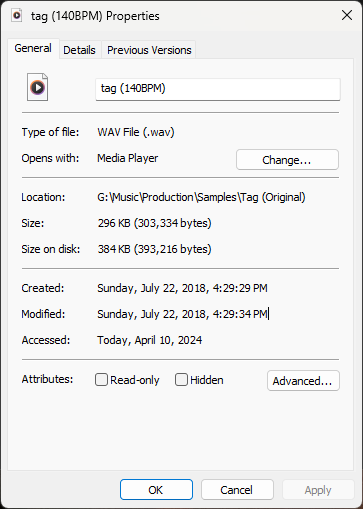 tag (140BPM) Properties
General Details Previous Versions
tag (140BPM)
Type of file: WAV File (.wav)
Opens with: Media Player Change...
Location: G:\Music\Production\Samples\Tag (Original)
Size: 296 KB (303,334 bytes)
Size on disk: 384 KB (393,216 bytes)
Created: Sunday, July 22, 2018, 4:29:29 PM
Modified: Sunday, July 22, 2018, 4:29:34 PM
Accessed: Today, April 10, 2024
Attributes: Read-only Hidden Advanced...
OK Cancel Apply